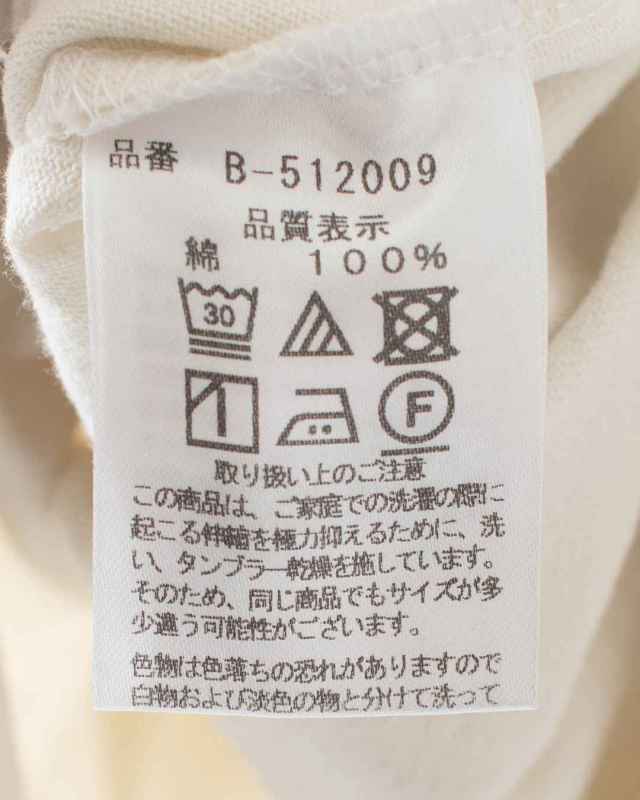 品番 B-512009
品質表示
綿 100%
30
F
取り扱い上のご注意
この商品は、ご家庭での洗濯の際に
起こる伸縮を極力抑えるために、洗
い、タンブラー乾燥を施しています。
そのため、同じ商品でもサイズが多
少違う可能性がございます。
色物は色落ちの恐れがありますので
白物および淡色の物と分けて洗って